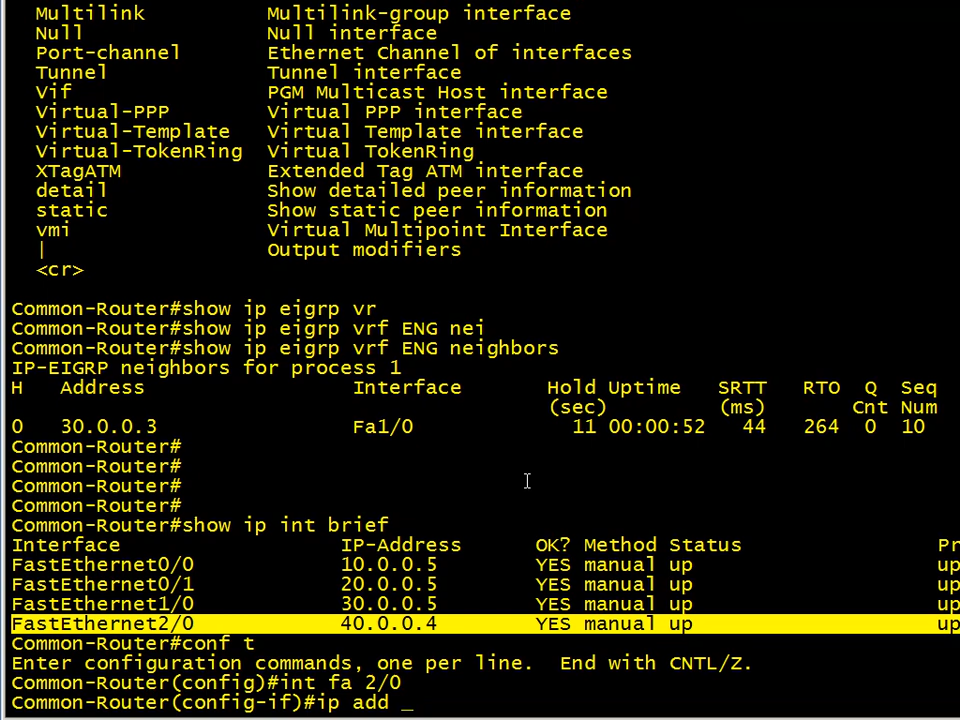 Multilink Multilink-group interface
Null Null interface
Port-channel Ethernet Channel of interfaces
Tunnel Tunnel interface
Vif PGM Multicast Host interface
Virtual-PPP Virtual PPP interface
Virtual-Template Virtual Template interface
Virtual-TokenRing Virtual TokenRing
XTagATM Extended Tag ATM interface
detail Show detailed peer information
static Show static peer information
vmi Virtual Multipoint Interface
| Output modifiers
<cr>
Common-Router#show ip eigrp vr
Common-Router#show ip eigrp vrf ENG nei
Common-Router#show ip eigrp vrf ENG neighbors
IP-EIGRP neighbors for process 1
H Address Interface Hold Uptime SRTT RTO Q Seq
(sec) (ms) Cnt Num
0 30.0.0.3 Fa1/0 11 00:00:52 44 264 0 10
Common-Router#
Common-Router#
Common-Router#
Common-Router#
Common-Router#show ip int brief
Interface IP-Address OK? Method Status Pr
FastEthernet0/0 10.0.0.5 YES manual up up
FastEthernet0/1 20.0.0.5 YES manual up up
FastEthernet1/0 30.0.0.5 YES manual up up
FastEthernet2/0 40.0.0.4 YES manual up up
Common-Router#conf t
Enter configuration commands, one per line. End with CNTL/Z.
Common-Router(config)#int fa 2/0
Common-Router(config-if)#ip add _